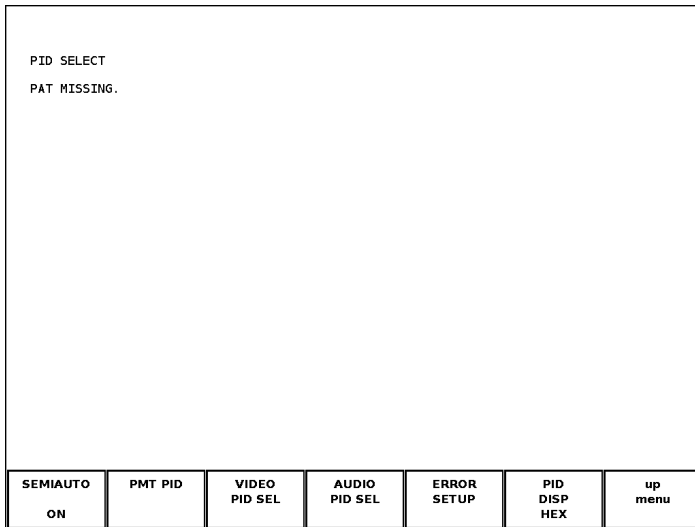 PID SELECT
PAT MISSING.
SEMIAUTO
ON
PMT PID
VIDEO
PID SEL
AUDIO
PID SEL
ERROR
SETUP
PID
DISP
HEX
up
menu